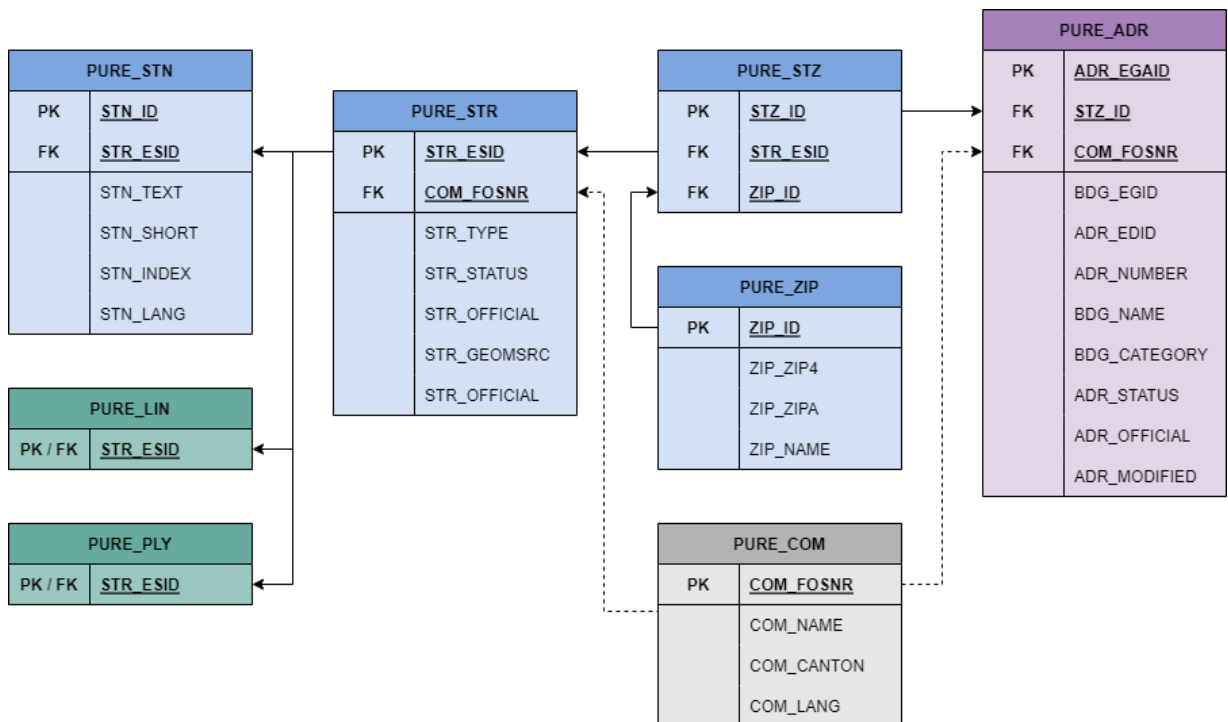 PURE_STN
PK STN_ID
FK STR_ESID
STN_TEXT
STN_SHORT
STN_INDEX
STN_LANG
PURE_LIN
PK / FK STR_ESID
PURE_PLY
PK / FK STR_ESID
PURE_STR
PK STR_ESID
FK COM_FOSNR
STR_TYPE
STR_STATUS
STR_OFFICIAL
STR_GEOMSRC
STR_OFFICIAL
PURE_STZ
PK STZ_ID
FK STR_ESID
FK ZIP_ID
PURE_ZIP
PK ZIP_ID
ZIP_ZIP4
ZIP_ZIPA
ZIP_NAME
PURE_COM
PK COM_FOSNR
COM_NAME
COM_CANTON
COM_LANG
PURE_ADR
PK ADR_EGAID
FK STZ_ID
FK COM_FOSNR
BDG_EGID
ADR_EDID
ADR_NUMBER
BDG_NAME
BDG_CATEGORY
ADR_STATUS
ADR_OFFICIAL
ADR_MODIFIED